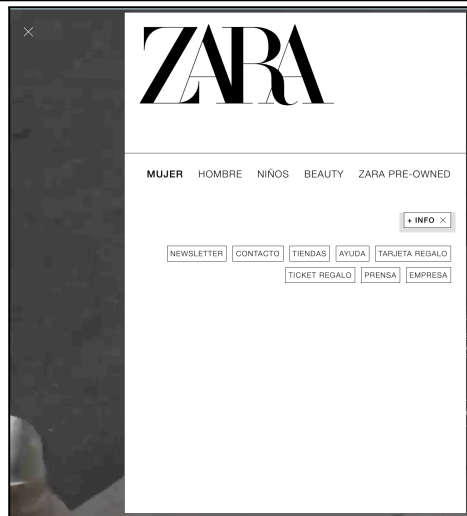 ZARA
MUJER HOMBRE NIÑOS BEAUTY ZARA PRE-OWNED
+ INFO ×
NEWSLETTER CONTACTO TIENDAS AYUDA TARJETA REGALO
TICKET REGALO PRENSA EMPRESA